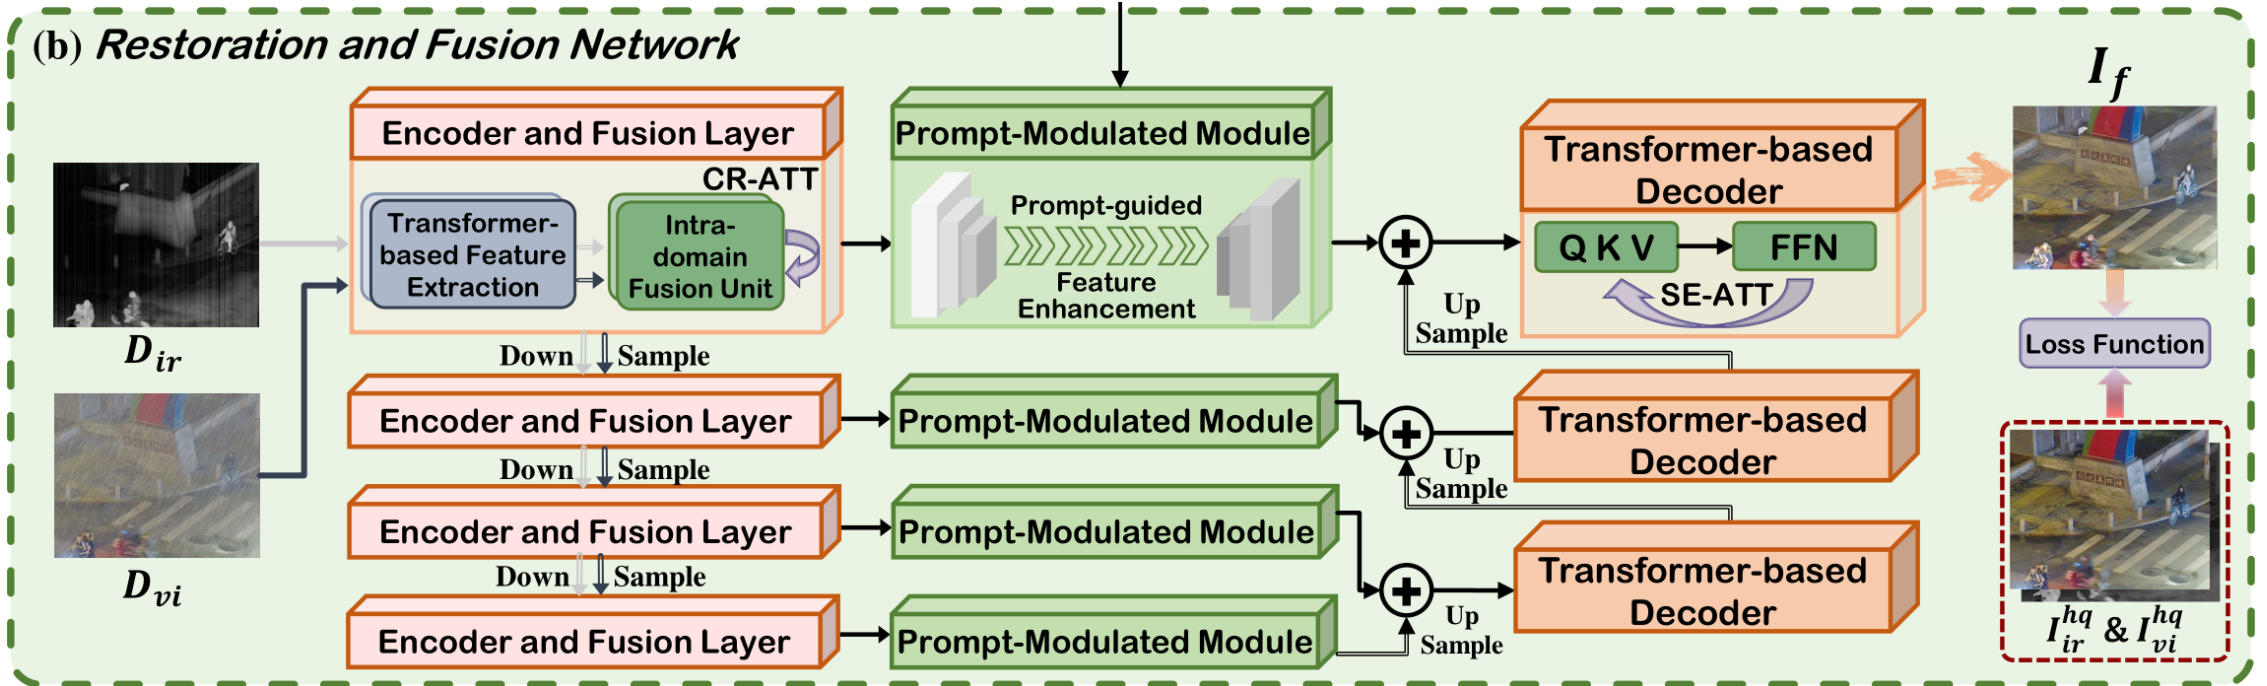 (b) Restoration and Fusion Network
D_ir
D_vi
Encoder and Fusion Layer
CR-ATT
Transformer-
based Feature
Extraction
Intra-
domain
Fusion Unit
Down Sample
Encoder and Fusion Layer
Down Sample
Encoder and Fusion Layer
Down Sample
Encoder and Fusion Layer
Prompt-Modulated Module
Prompt-guided
Feature
Enhancement
Prompt-Modulated Module
Prompt-Modulated Module
Prompt-Modulated Module
Up
Sample
Up
Sample
Up
Sample
Transformer-based
Decoder
Q K V
FFN
SE-ATT
Transformer-based
Decoder
Transformer-based
Decoder
I_f
Loss Function
I_ir^hq & I_vi^hq